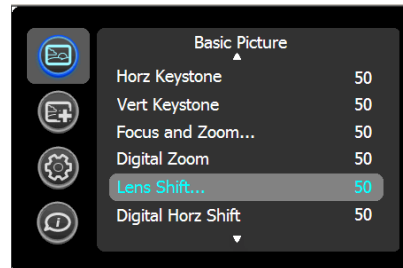 Basic Picture
Horz Keystone 50
Vert Keystone 50
Focus and Zoom... 50
Digital Zoom 50
Lens Shift... 50
Digital Horz Shift 50